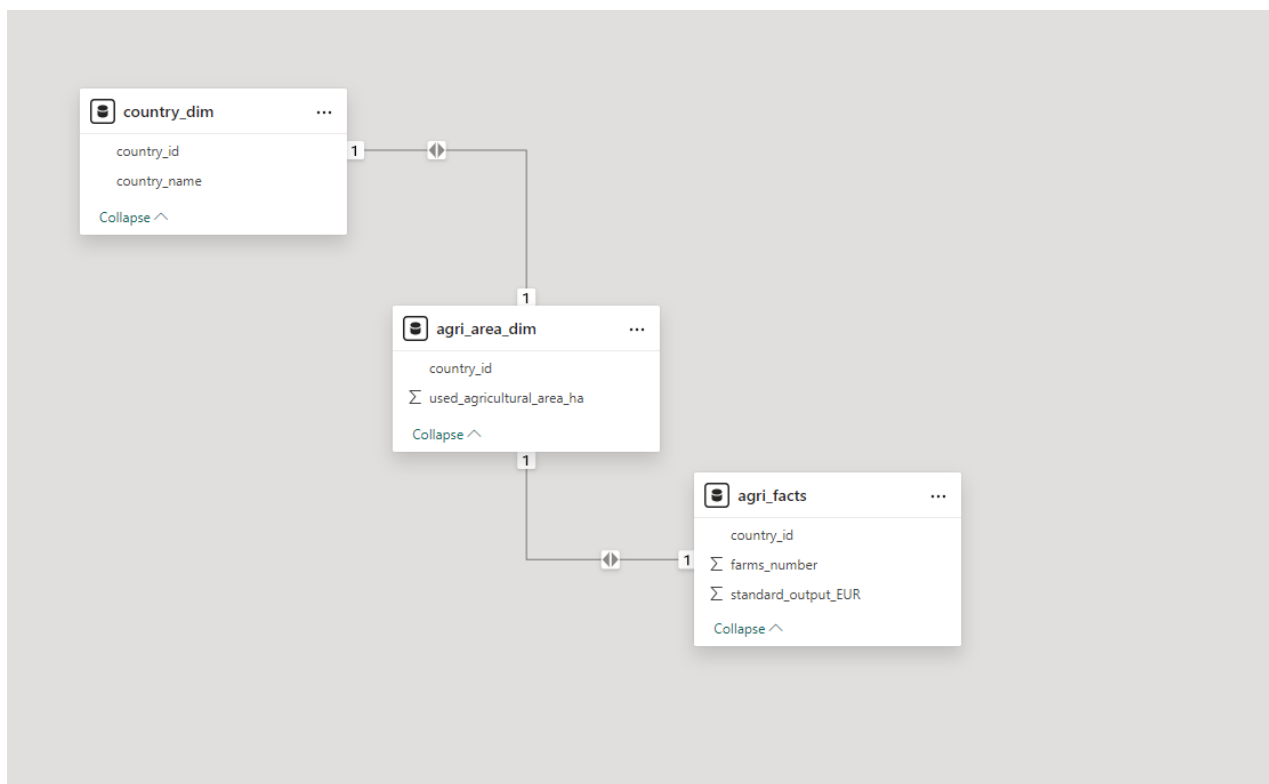 country_dim ...
country_id
country_name
Collapse
1
1
agri_area_dim ...
country_id
Σ used_agricultural_area_ha
Collapse
1
1
agri_facts ...
country_id
Σ farms_number
Σ standard_output_EUR
Collapse